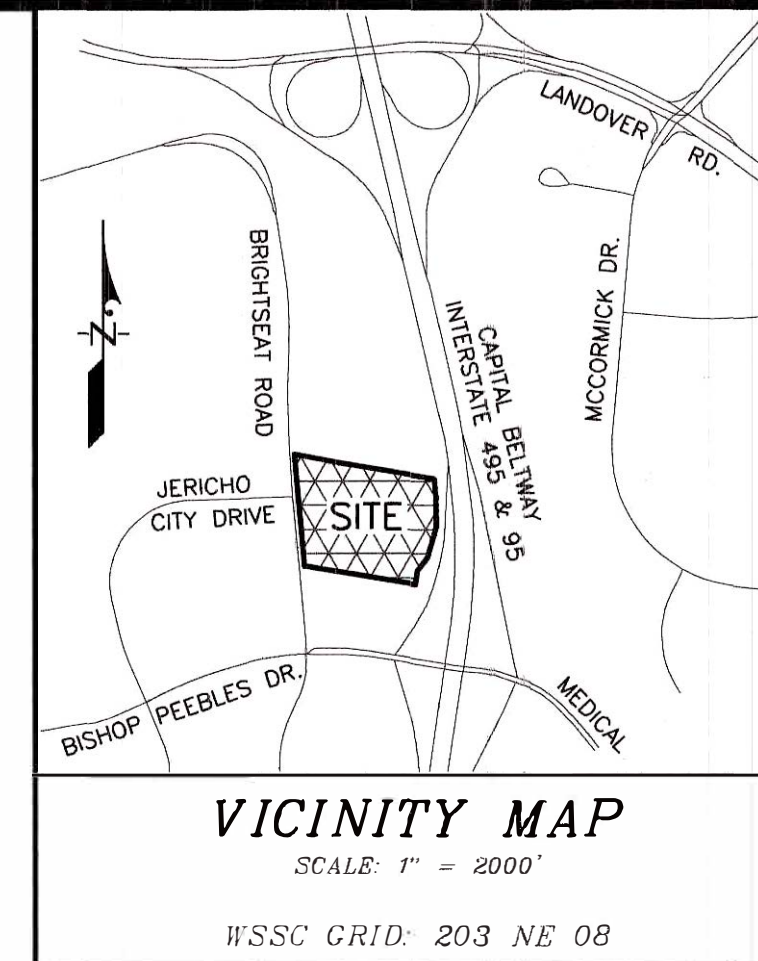 LANDOVER
RD.
BRIGHTSEAT ROAD
MCCORMICK DR.
N
CAPITAL BELTWAY
INTERSTATE 495 & 95
JERICHO
CITY DRIVE
SITE
BISHOP PEEBLES DR.
MEDICAL
VICINITY MAP
SCALE: 1" = 2000'
WSSC GRID: 203 NE 08